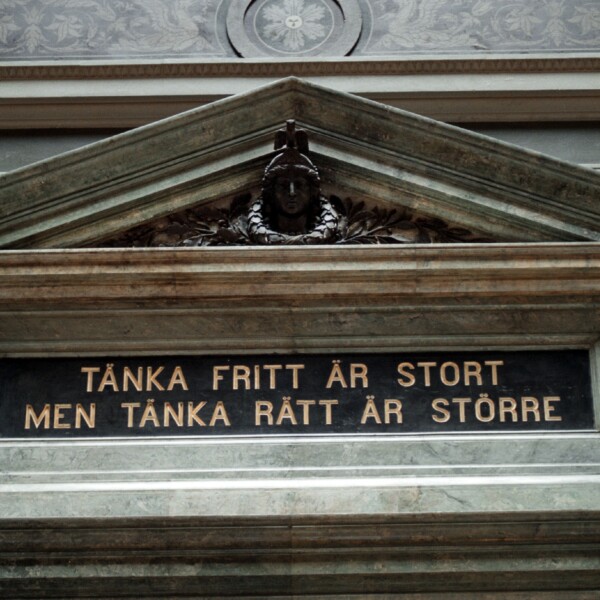 TÄNKA FRITT ÄR STORT
MEN TÄNKA RÄTT ÄR STÖRRE